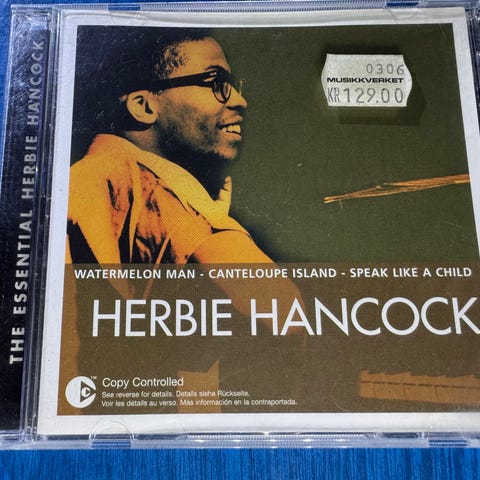 THE ESSENTIAL HERBIE HANCOCK
0306
MUSIKKVERKET
KR 129.00
WATERMELON MAN - CANTELOUPE ISLAND - SPEAK LIKE A CHILD
HERBIE HANCOCK
Copy Controlled
See reverse for details. Details siehe Rückseite.
Voir les détails au verso. Más información en la contraportada.